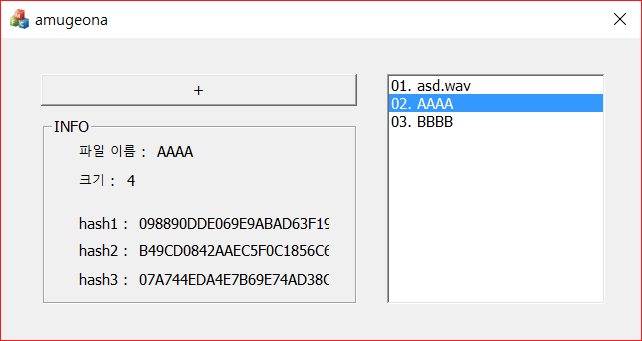 amugeona
+
INFO
파일 이름 : AAAA
크기 : 4
hash1 : 098890DDE069E9ABAD63F19
hash2 : B49CD0842AAEC5F0C1856C6
hash3 : 07A744EDA4E7B69E74AD38
01. asd.wav
02. AAAA
03. BBBB